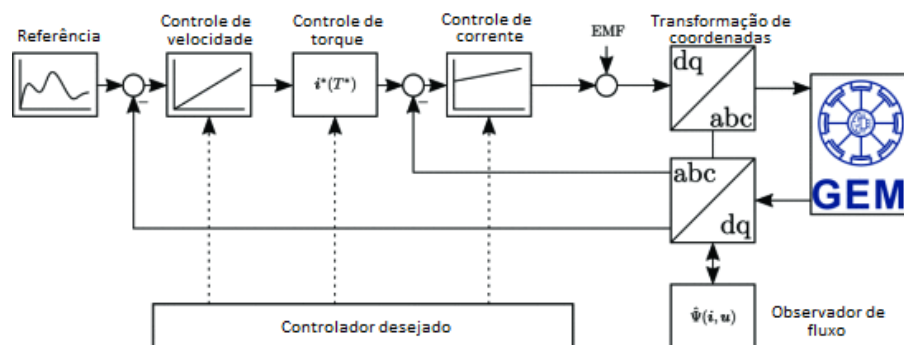 Referência
Controle de
velocidade
Controle de
torque
Controle de
corrente
EMF
Transformação de
coordenadas
i*(T*)
dq
abc
GEM
abc
dq
Controlador desejado
Ψ̂(i, u)
Observador de
fluxo